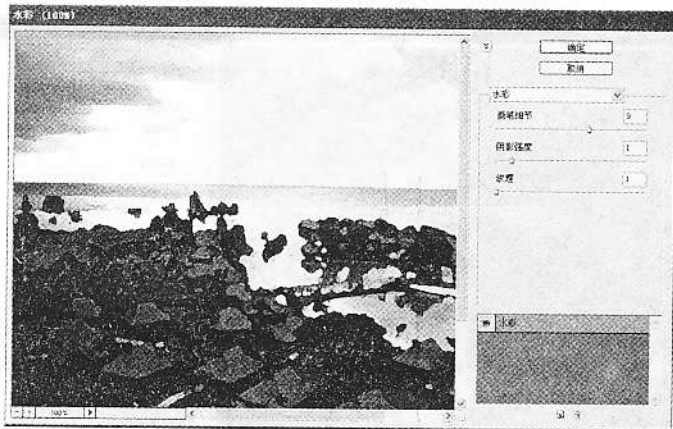 水彩 (100%)
确定
取消
水彩
画笔细节 9
阴影强度 1
纹理 1
水彩
100%